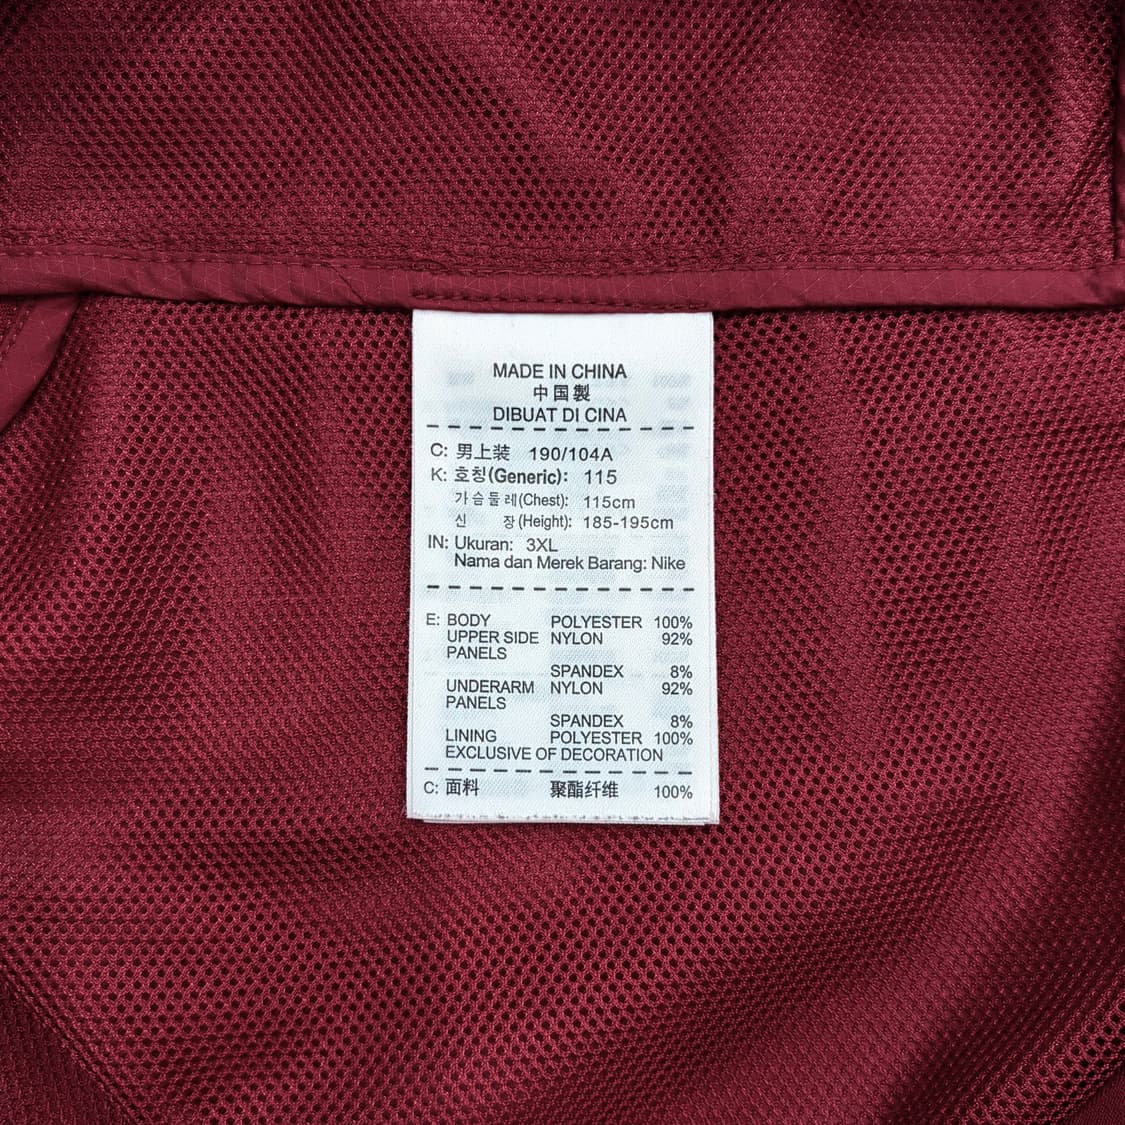 MADE IN CHINA
中国製
DIBUAT DI CINA
C: 男上装 190/104A
K: 호칭(Generic): 115
가슴둘레(Chest): 115cm
신 장(Height): 185-195cm
IN: Ukuran: 3XL
Nama dan Merek Barang: Nike
E: BODY POLYESTER 100%
UPPER SIDE NYLON 92%
PANELS
SPANDEX 8%
UNDERARM NYLON 92%
PANELS
SPANDEX 8%
LINING POLYESTER 100%
EXCLUSIVE OF DECORATION
C: 面料 聚酯纤维 100%